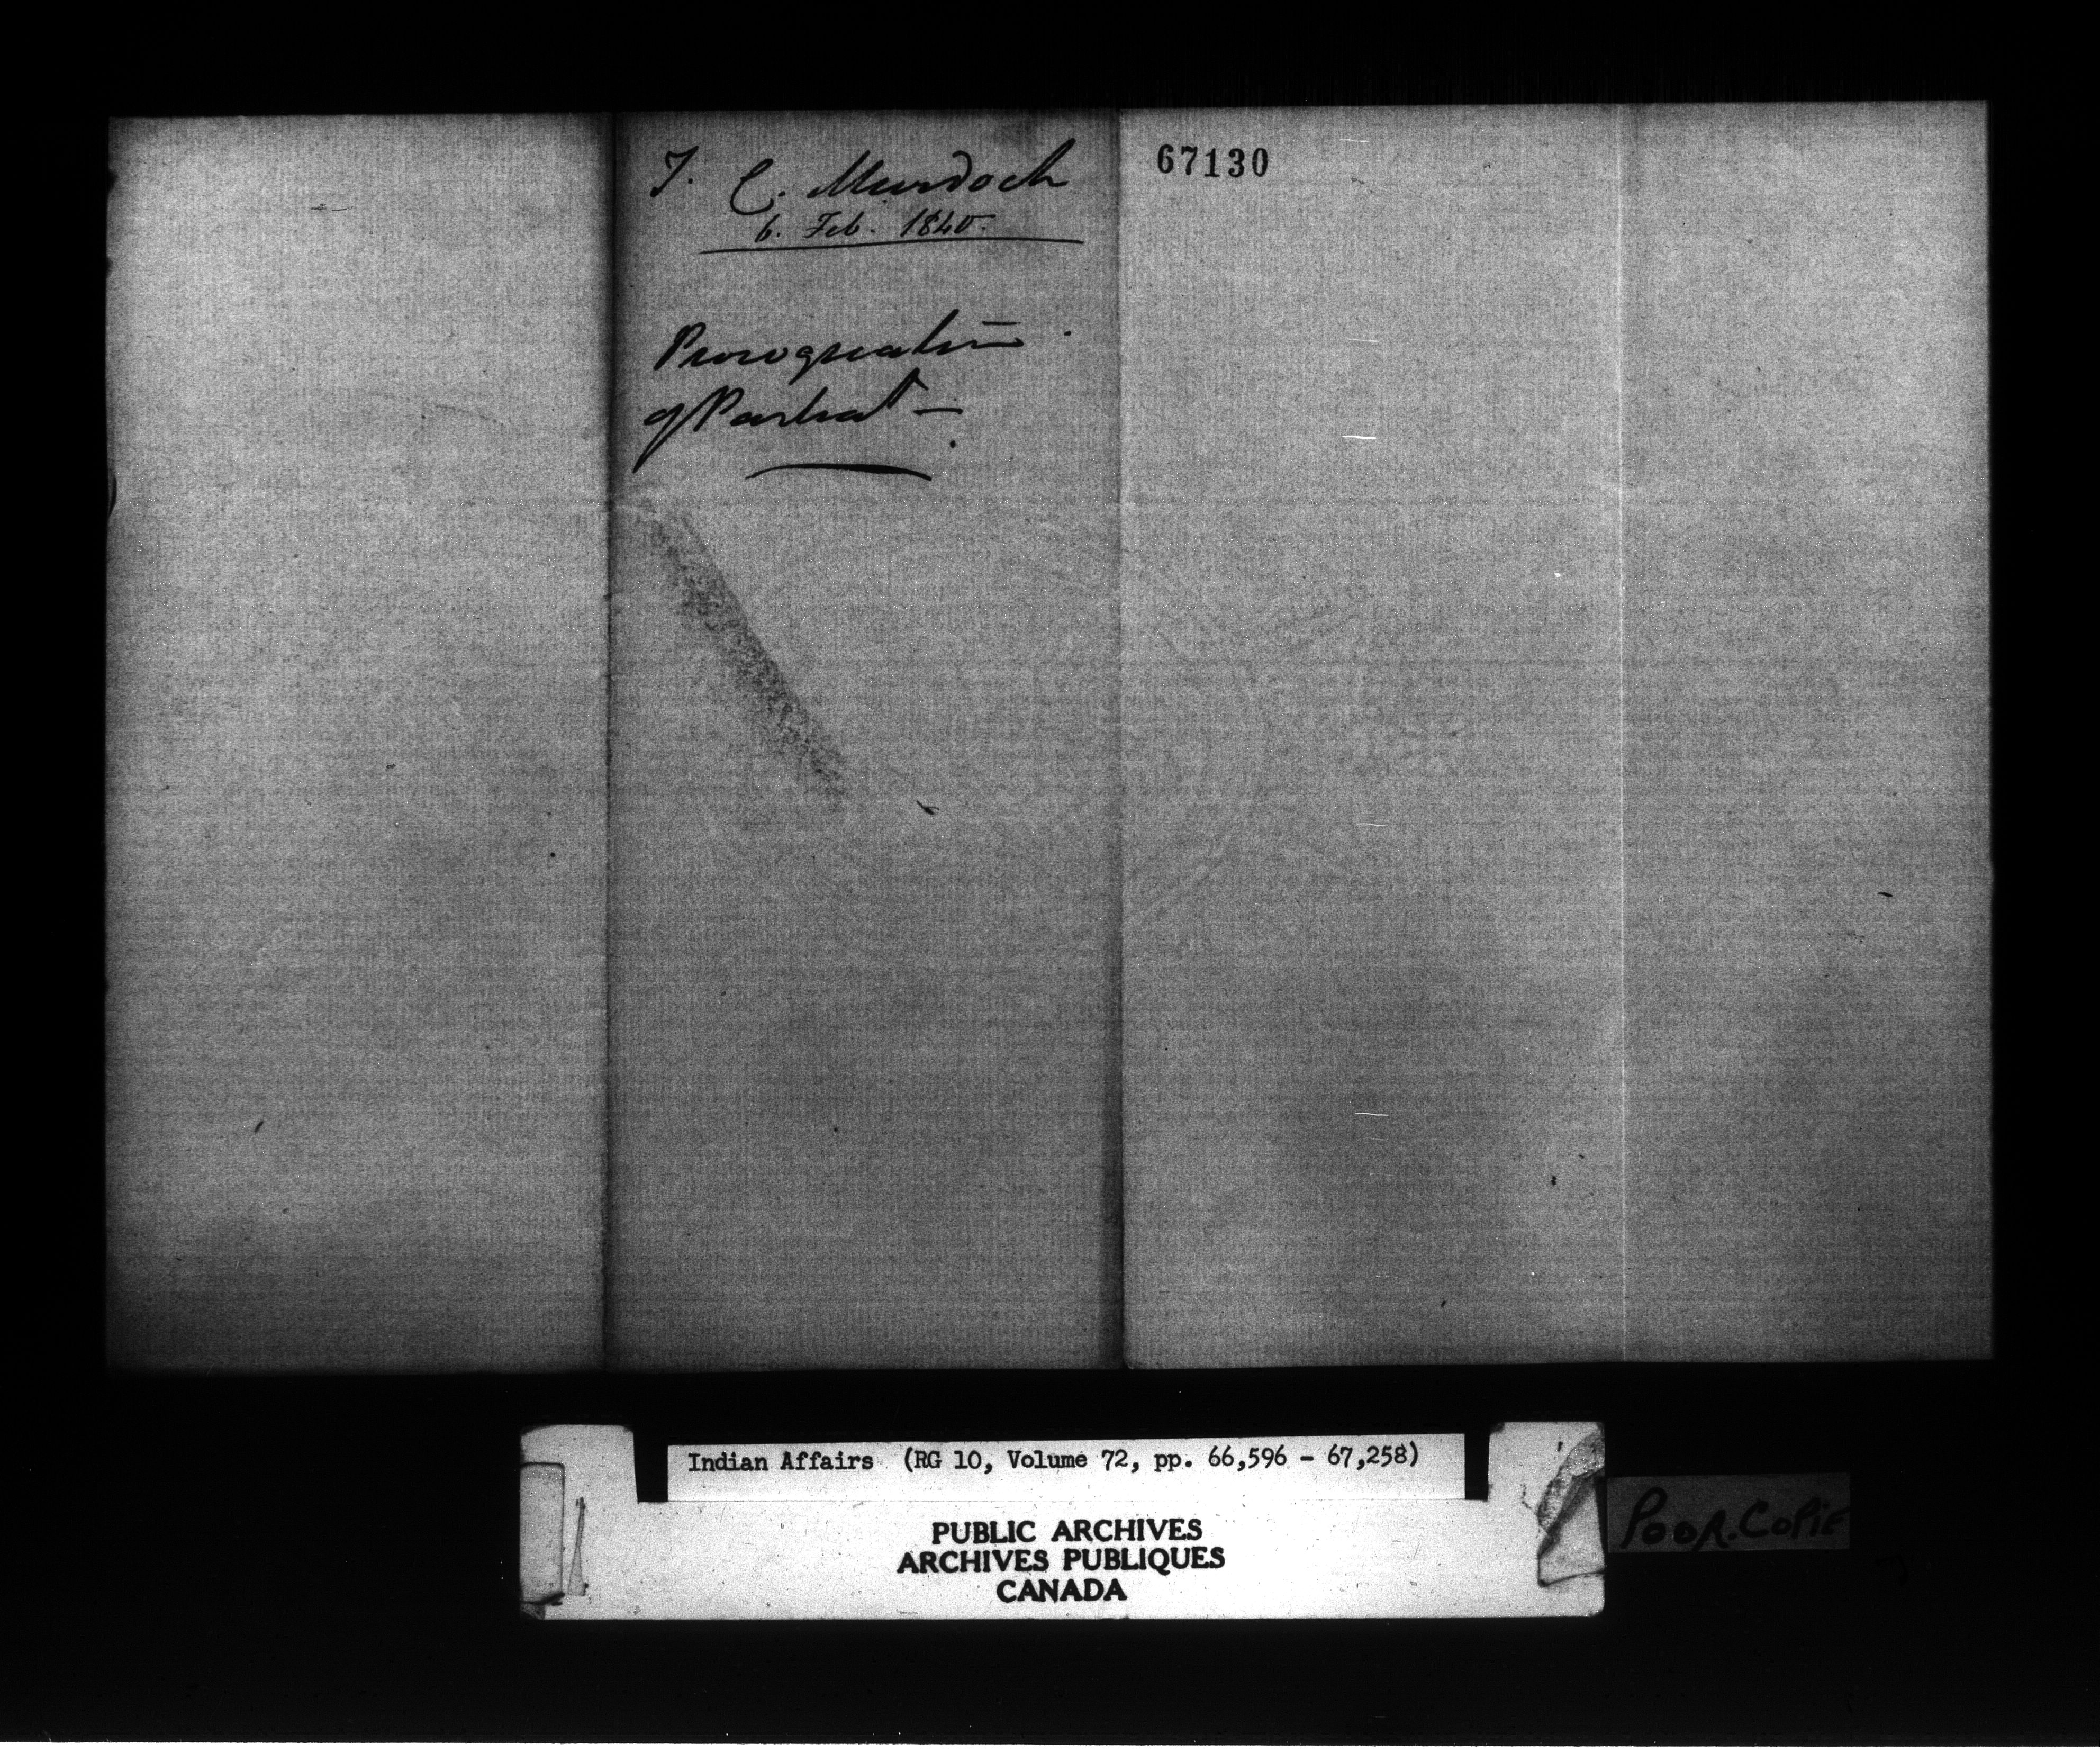 T. C. Murdoch
6. Feb. 1840.
Prorogation
of Parliat –
67130
Indian Affairs (RG 10, Volume 72, pp. 66,596 - 67,258)
PUBLIC ARCHIVES
ARCHIVES PUBLIQUES
CANADA
POOR.COPIE